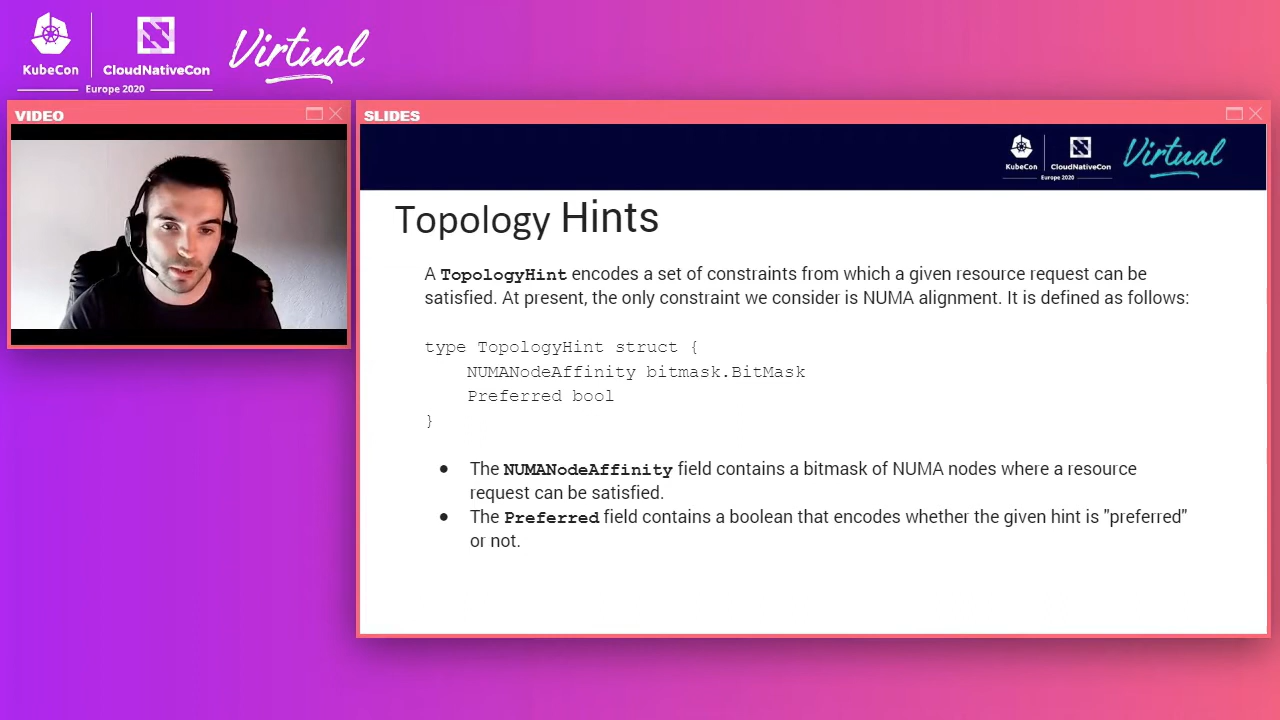 KubeCon
CloudNativeCon
Europe 2020
Virtual
VIDEO
SLIDES
KubeCon
CloudNativeCon
Europe 2020
Virtual
Topology Hints
A TopologyHint encodes a set of constraints from which a given resource request can be
satisfied. At present, the only constraint we consider is NUMA alignment. It is defined as follows:
type TopologyHint struct {
NUMANodeAffinity bitmask.BitMask
Preferred bool
}
● The NUMANodeAffinity field contains a bitmask of NUMA nodes where a resource
request can be satisfied.
● The Preferred field contains a boolean that encodes whether the given hint is "preferred"
or not.